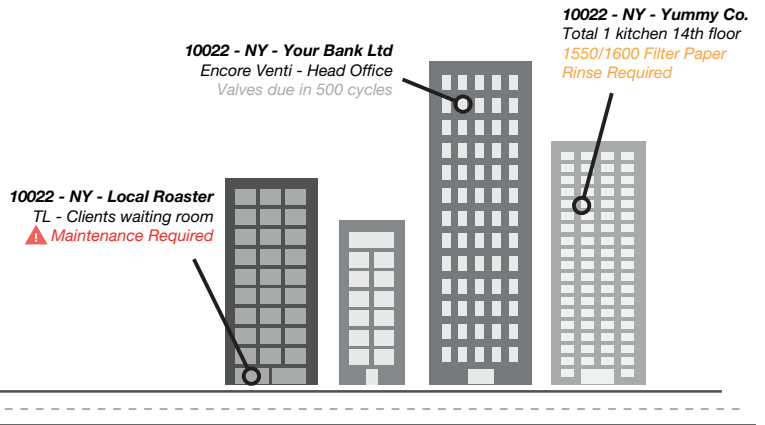 10022 - NY - Yummy Co.
Total 1 kitchen 14th floor
1550/1600 Filter Paper
Rinse Required
10022 - NY - Your Bank Ltd
Encore Venti - Head Office
Valves due in 500 cycles
10022 - NY - Local Roaster
TL - Clients waiting room
Maintenance Required